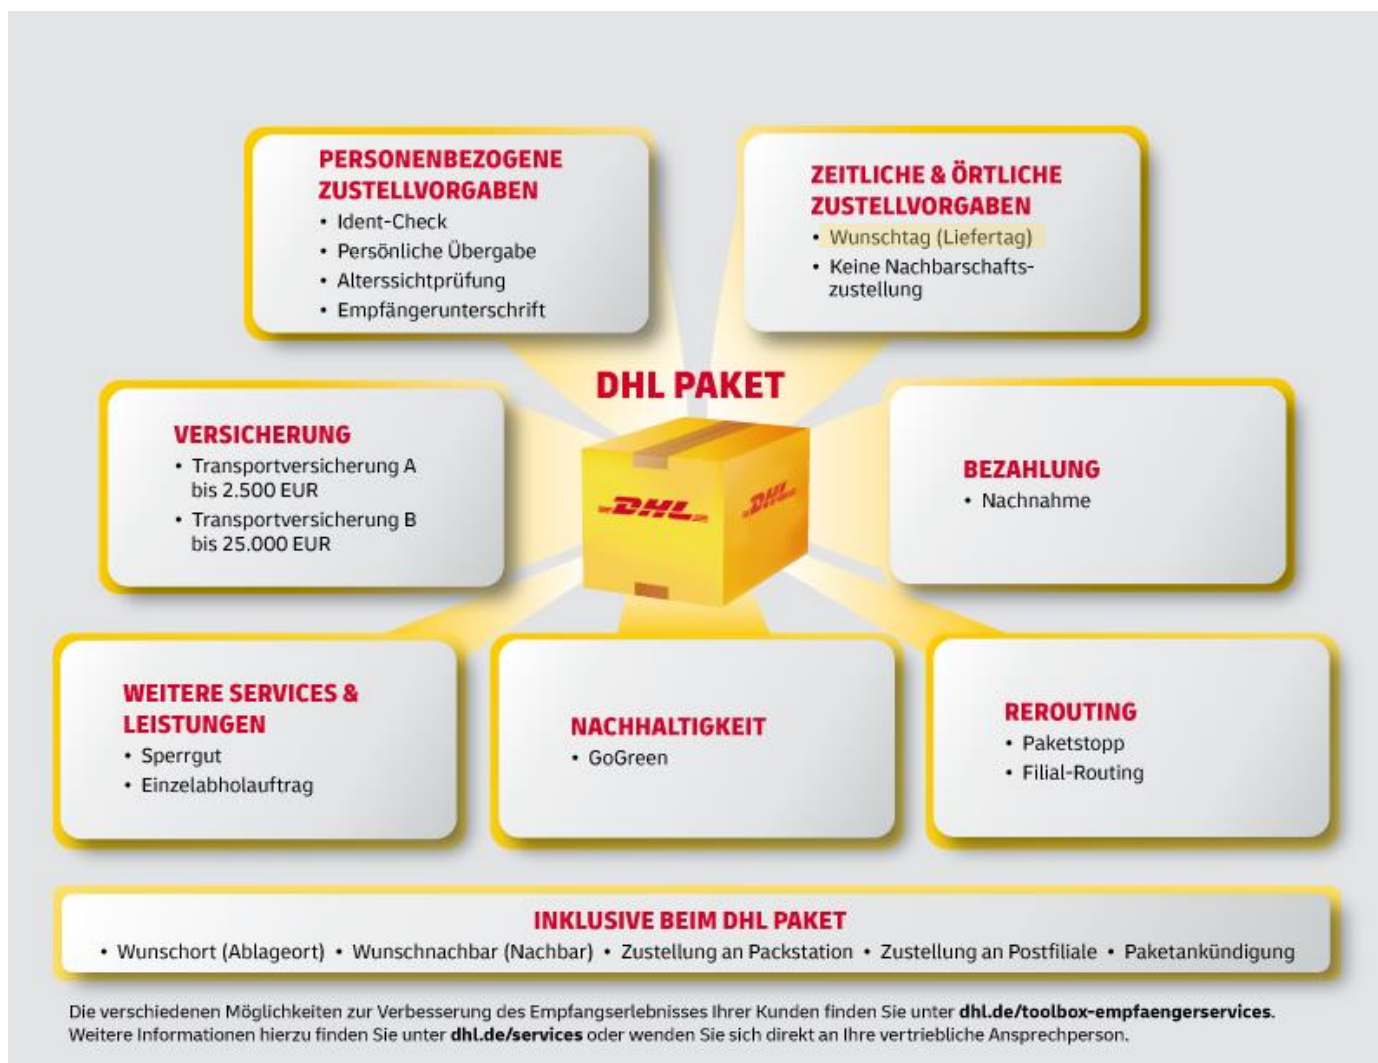 PERSONENBEZOGENE
ZUSTELLVORGABEN
• Ident-Check
• Persönliche Übergabe
• Alterssichtprüfung
• Empfängerunterschrift
ZEITLICHE & ÖRTLICHE
ZUSTELLVORGABEN
• Wunschtag (Liefertag)
• Keine Nachbarschafts-
zustellung
DHL PAKET
VERSICHERUNG
• Transportversicherung A
bis 2.500 EUR
• Transportversicherung B
bis 25.000 EUR
DHL
DHL
BEZAHLUNG
• Nachnahme
WEITERE SERVICES &
LEISTUNGEN
• Sperrgut
• Einzelabholauftrag
NACHHALTIGKEIT
• GoGreen
REROUTING
• Paketstopp
• Filial-Routing
INKLUSIVE BEIM DHL PAKET
• Wunschort (Ablageort) • Wunschnachbar (Nachbar) • Zustellung an Packstation • Zustellung an Postfiliale • Paketankündigung
Die verschiedenen Möglichkeiten zur Verbesserung des Empfangserlebnisses Ihrer Kunden finden Sie unter dhl.de/toolbox-empfaengerservices.
Weitere Informationen hierzu finden Sie unter dhl.de/services oder wenden Sie sich direkt an Ihre vertriebliche Ansprechperson.